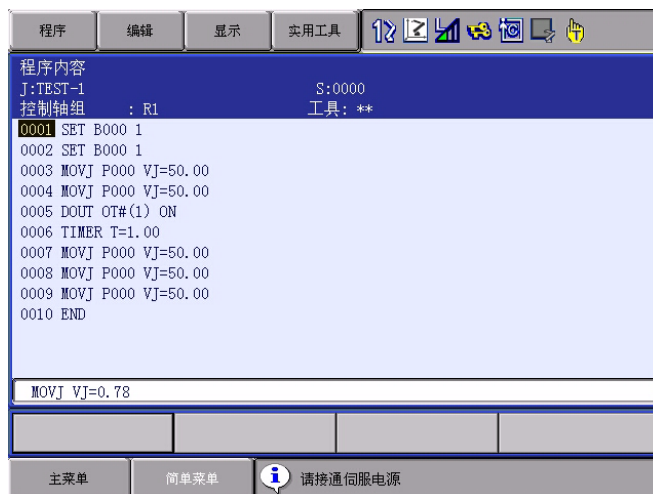 程序 编辑 显示 实用工具
程序内容
J:TEST-1 S:0000
控制轴组 : R1 工具: **
0001 SET B000 1
0002 SET B000 1
0003 MOVJ P000 VJ=50.00
0004 MOVJ P000 VJ=50.00
0005 DOUT OT#(1) ON
0006 TIMER T=1.00
0007 MOVJ P000 VJ=50.00
0008 MOVJ P000 VJ=50.00
0009 MOVJ P000 VJ=50.00
0010 END
MOVJ VJ=0.78
主菜单 简单菜单 请接通伺服电源